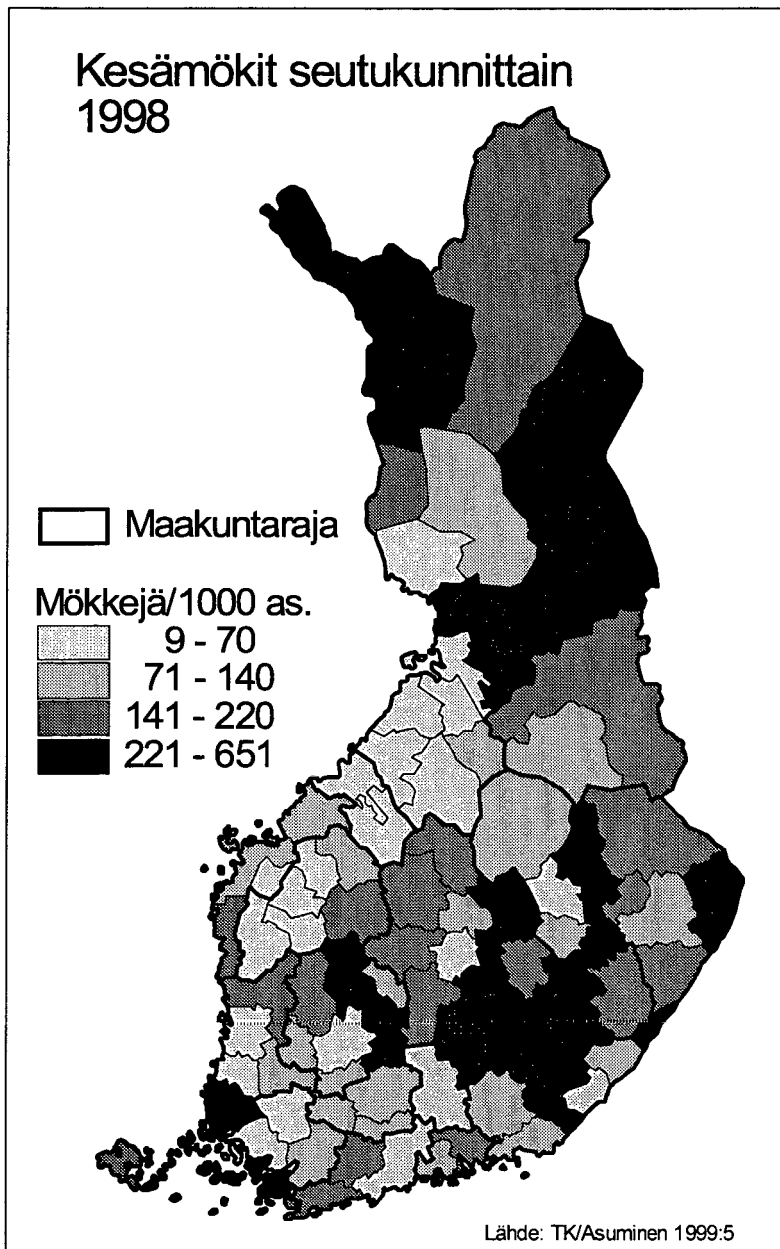 Kesämökit seutukunnittain
1998
Maakuntaraja
Mökkejä/1000 as.
9 - 70
71 - 140
141 - 220
221 - 651
Lähde: TK/Asuminen 1999:5